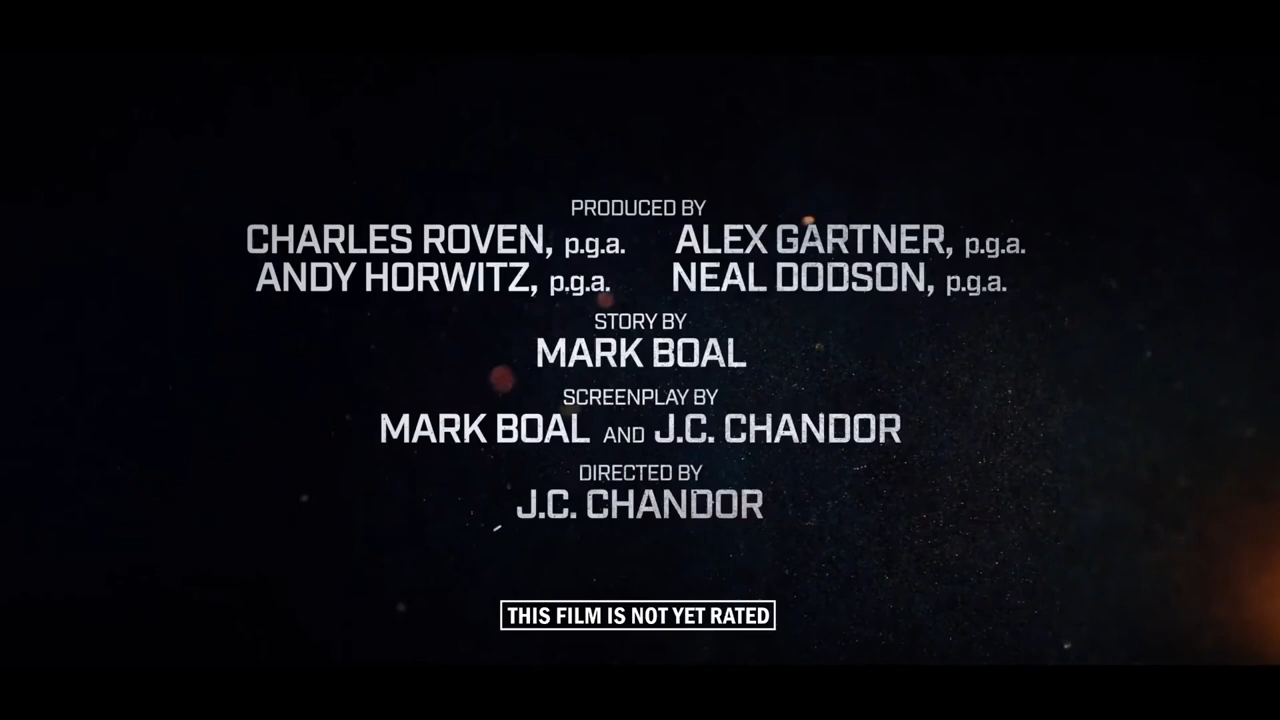 PRODUCED BY
CHARLES ROVEN, p.g.a. ALEX GARTNER, p.g.a.
ANDY HORWITZ, p.g.a. NEAL DODSON, p.g.a.
STORY BY
MARK BOAL
SCREENPLAY BY
MARK BOAL AND J.C. CHANDOR
DIRECTED BY
J.C. CHANDOR
THIS FILM IS NOT YET RATED